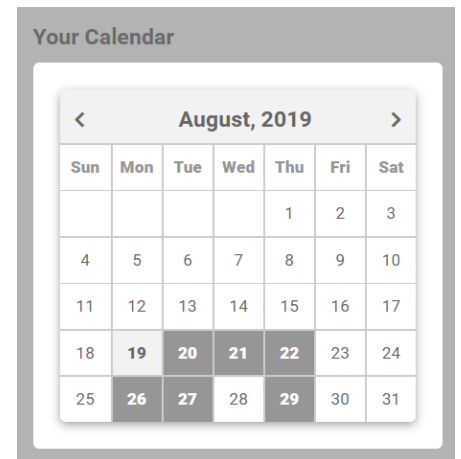 Your Calendar
August, 2019
Sun Mon Tue Wed Thu Fri Sat
1 2 3
4 5 6 7 8 9 10
11 12 13 14 15 16 17
18 19 20 21 22 23 24
25 26 27 28 29 30 31